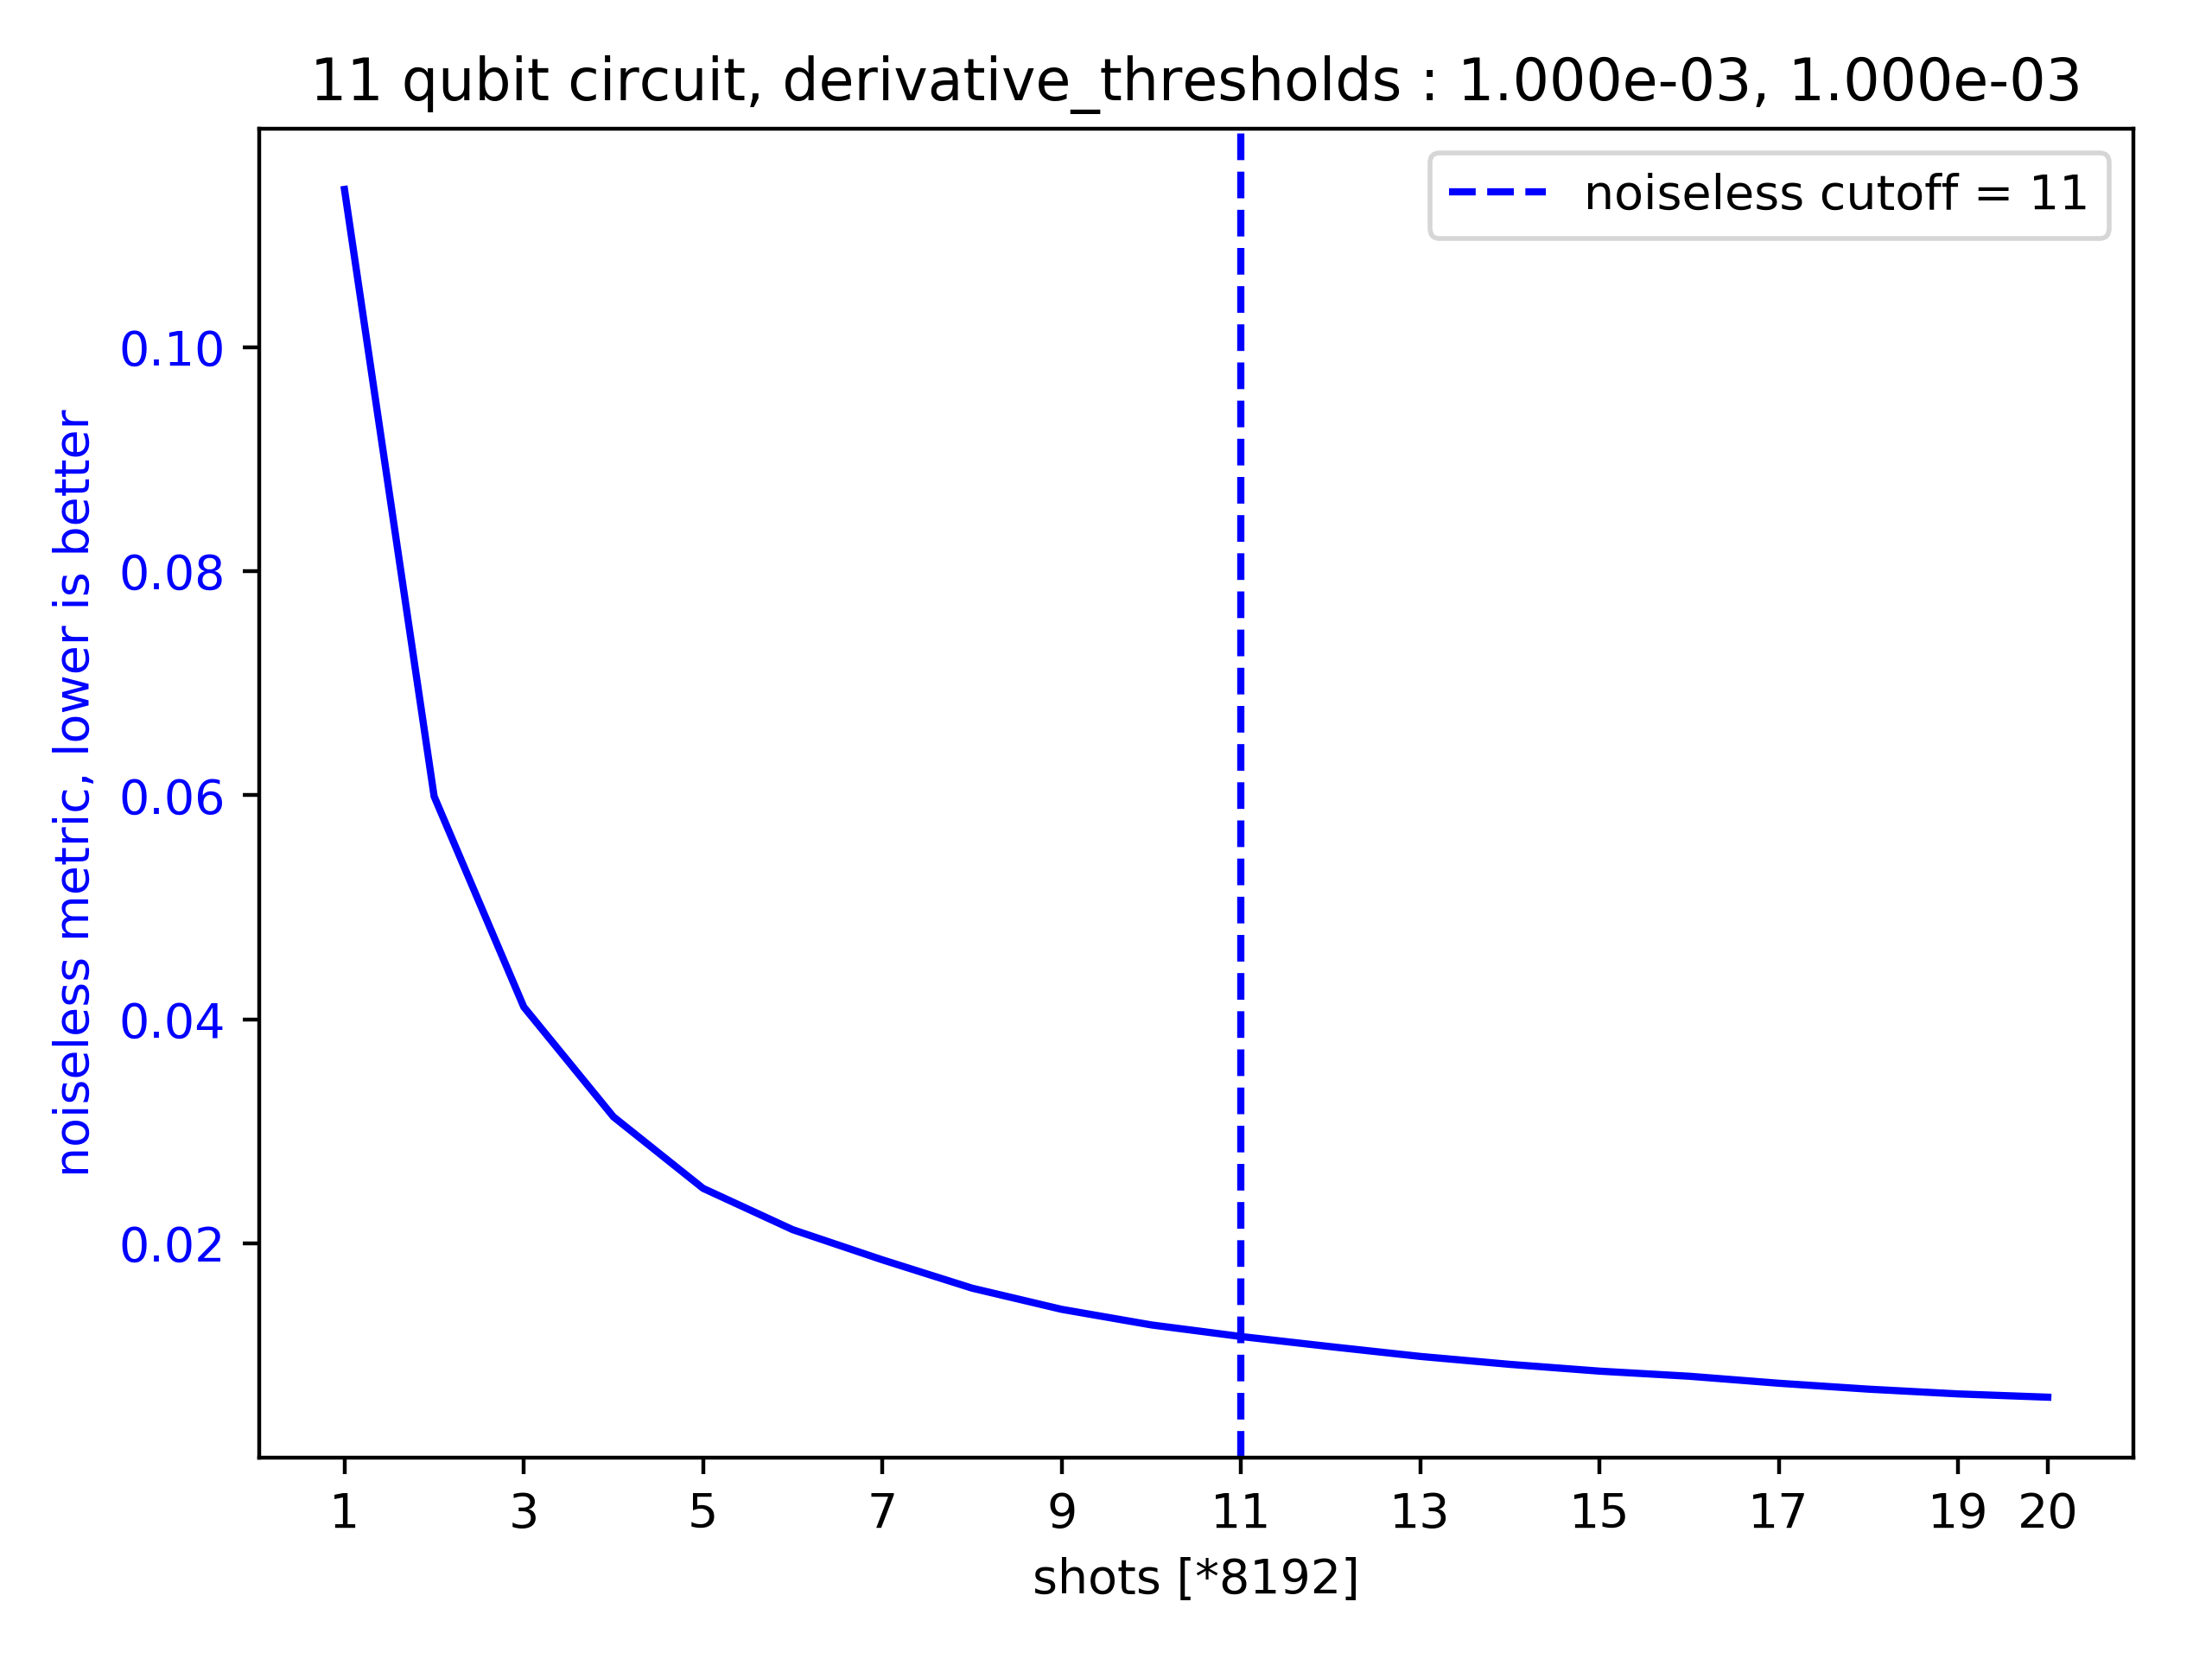 11 qubit circuit, derivative_thresholds : 1.000e-03, 1.000e-03
noiseless cutoff = 11
noiseless metric, lower is better
0.10
0.08
0.06
0.04
0.02
1 3 5 7 9 11 13 15 17 19 20
shots [*8192]